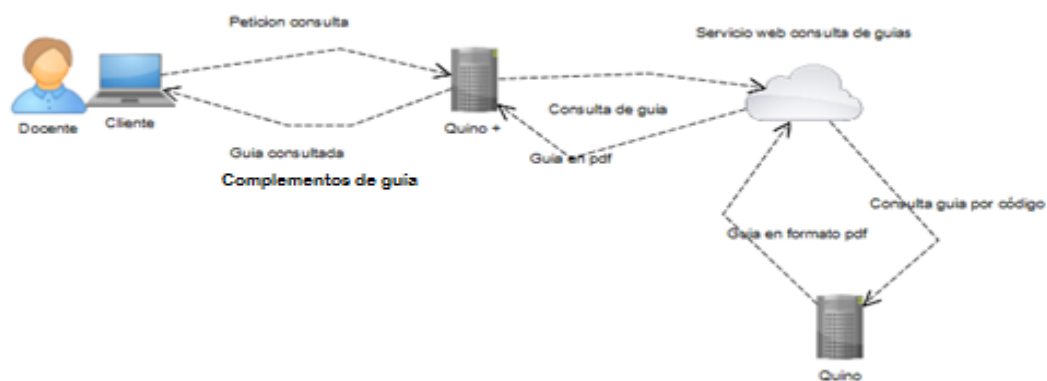 Peticion consulta
Servicio web consulta de guias
Docente
Cliente
Quino +
Consulta de guia
Guia consultada
Guia en pdf
Complementos de guia
Consulta guia por código
Guia en formato pdf
Quino